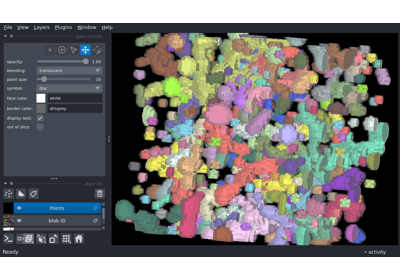 File View Layers Plugins Window Help
opacity: 1.00
blending: translucent
point size: 10
symbol: disc
face color: white
border color: dimgrey
display text:
out of slice:
Points
blob ID
Ready
activity